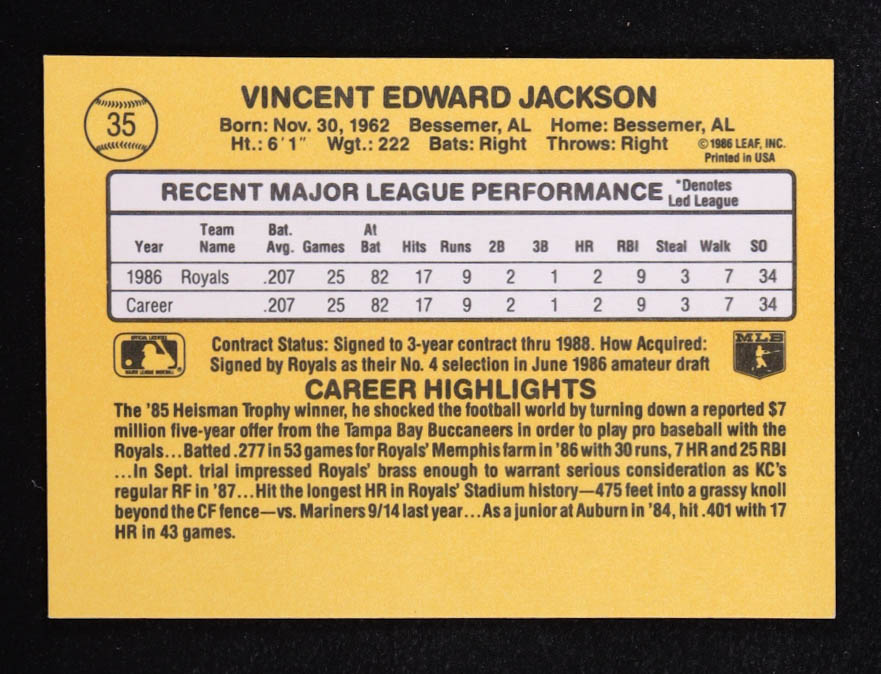 35
VINCENT EDWARD JACKSON
Born: Nov. 30, 1962 Bessemer, AL Home: Bessemer, AL
Ht.: 6'1" Wgt.: 222 Bats: Right Throws: Right
©1986 LEAF, INC.
Printed in USA
RECENT MAJOR LEAGUE PERFORMANCE
*Denotes
Led League
Year Team Name Bat. Avg. Games At Bat Hits Runs 2B 3B HR RBI Steal Walk SO
1986 Royals .207 25 82 17 9 2 1 2 9 3 7 34
Career .207 25 82 17 9 2 1 2 9 3 7 34
OFFICIAL LICENSEE
MAJOR LEAGUE BASEBALL
®
Contract Status: Signed to 3-year contract thru 1988. How Acquired:
Signed by Royals as their No. 4 selection in June 1986 amateur draft
MLB
CAREER HIGHLIGHTS
The '85 Heisman Trophy winner, he shocked the football world by turning down a reported $7
million five-year offer from the Tampa Bay Buccaneers in order to play pro baseball with the
Royals...Batted .277 in 53 games for Royals' Memphis farm in '86 with 30 runs, 7 HR and 25 RBI
...In Sept. trial impressed Royals' brass enough to warrant serious consideration as KC's
regular RF in '87...Hit the longest HR in Royals' Stadium history—475 feet into a grassy knoll
beyond the CF fence—vs. Mariners 9/14 last year...As a junior at Auburn in '84, hit .401 with 17
HR in 43 games.